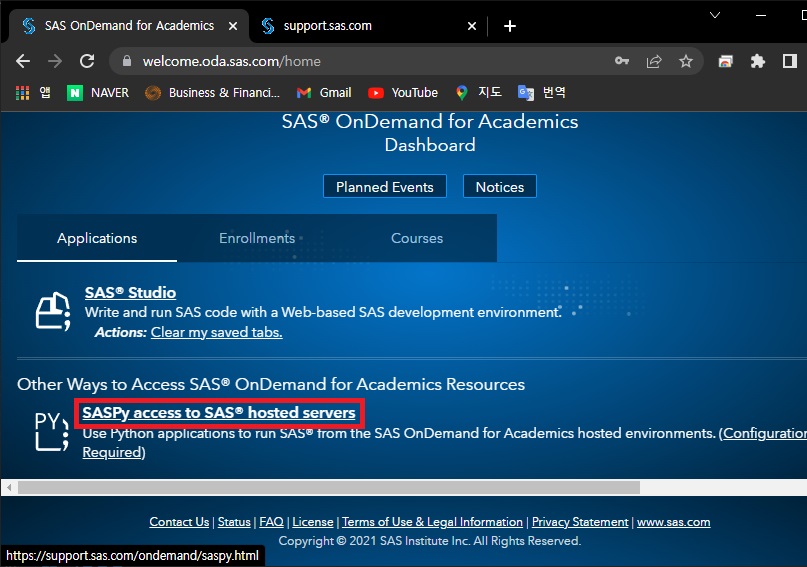 SAS OnDemand for Academics
support.sas.com
welcome.oda.sas.com/home
앱 NAVER Business & Financi... Gmail YouTube 지도 번역
SAS® OnDemand for Academics
Dashboard
Planned Events Notices
Applications Enrollments Courses
SAS® Studio
Write and run SAS code with a Web-based SAS development environment.
Actions: Clear my saved tabs.
Other Ways to Access SAS® OnDemand for Academics Resources
PY;
SASPy access to SAS® hosted servers
Use Python applications to run SAS® from the SAS OnDemand for Academics hosted environments. (Configuration
Required)
Contact Us | Status | FAQ | License | Terms of Use & Legal Information | Privacy Statement | www.sas.com
Copyright © 2021 SAS Institute Inc. All Rights Reserved.
https://support.sas.com/ondemand/saspy.html